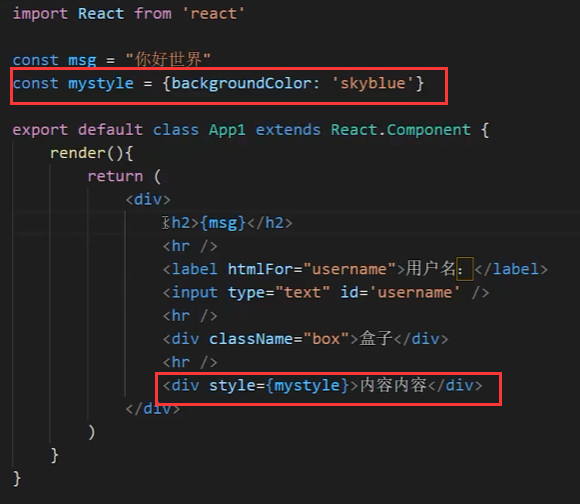 import React from 'react'
const msg = "你好世界"
const mystyle = {backgroundColor: 'skyblue'}
export default class App1 extends React.Component {
render(){
return (
<div>
<h2>{msg}</h2>
<hr />
<label htmlFor="username">用户名：</label>
<input type="text" id='username' />
<hr />
<div className="box">盒子</div>
<hr />
<div style={mystyle}>内容内容</div>
</div>
)
}
}